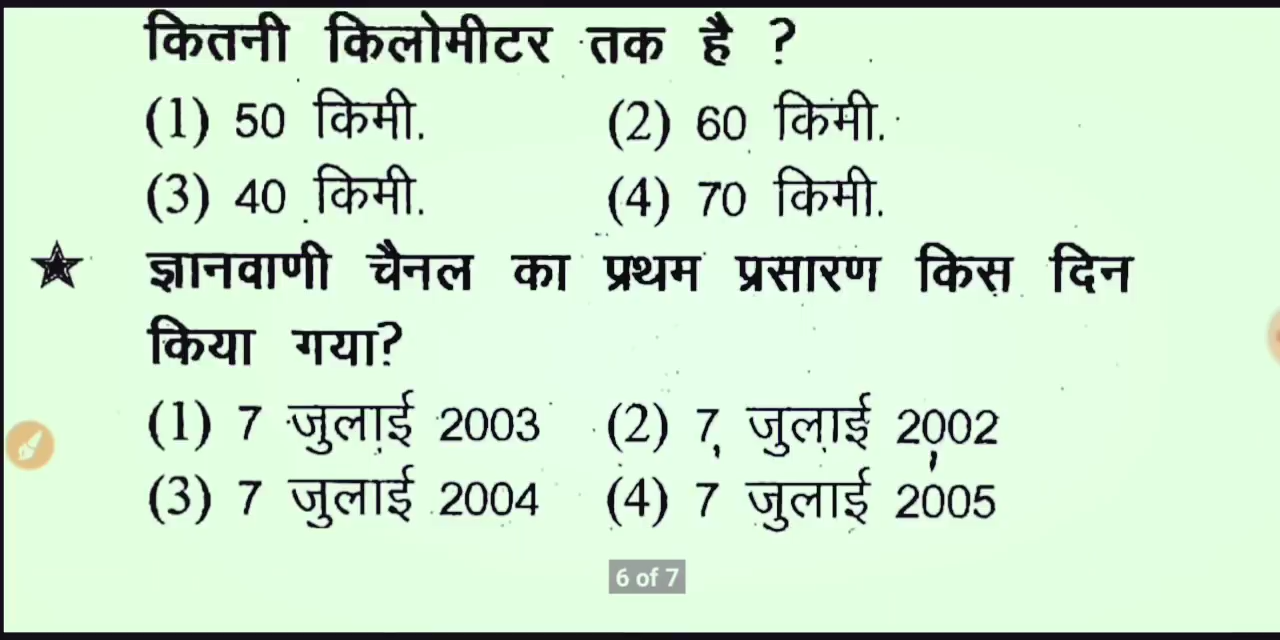 कितनी किलोमीटर तक है ?
(1) 50 किमी. (2) 60 किमी.
(3) 40 किमी. (4) 70 किमी.
ज्ञानवाणी चैनल का प्रथम प्रसारण किस दिन
किया गया?
(1) 7 जुलाई 2003 (2) 7 जुलाई 2002
(3) 7 जुलाई 2004 (4) 7 जुलाई 2005
6 of 7